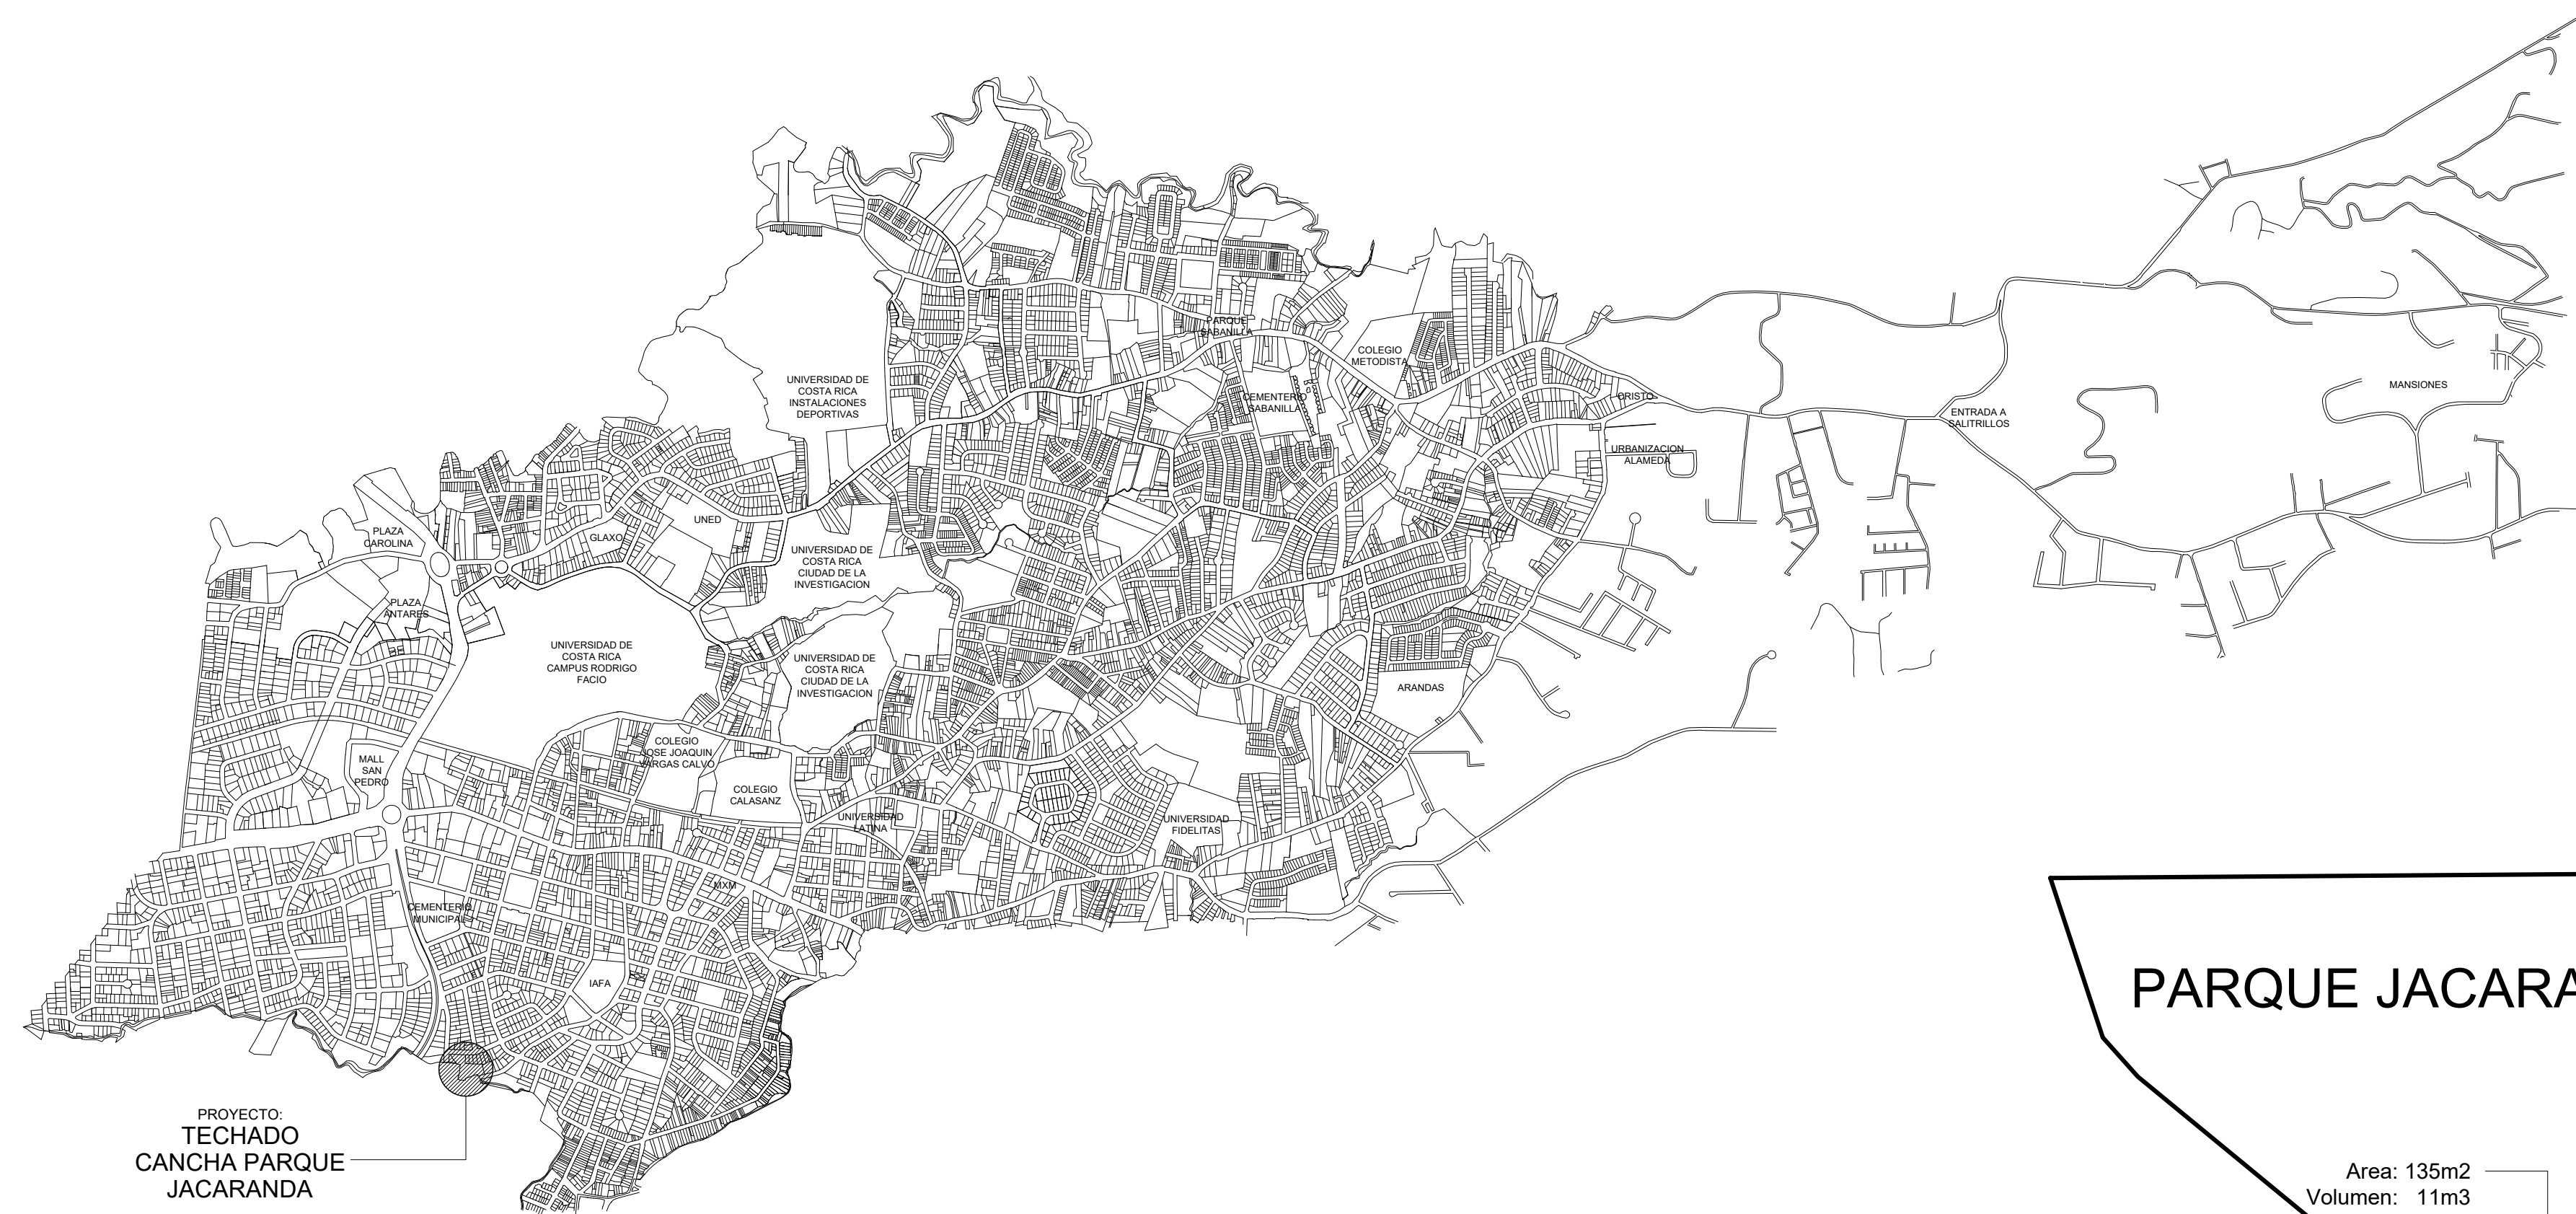 PARQUE
SABANILLA
COLEGIO
METODISTA
UNIVERSIDAD DE
COSTA RICA
INSTALACIONES
DEPORTIVAS
CEMENTERIO
SABANILLA
CRISTO
MANSIONES
ENTRADA A
SALITRILLOS
URBANIZACION
ALAMEDA
UNED
GLAXO
PLAZA
CAROLINA
UNIVERSIDAD DE
COSTA RICA
CIUDAD DE LA
INVESTIGACION
PLAZA
ANTARES
UNIVERSIDAD DE
COSTA RICA
CAMPUS RODRIGO
FACIO
UNIVERSIDAD DE
COSTA RICA
CIUDAD DE LA
INVESTIGACION
ARANDAS
COLEGIO
JOSE JOAQUIN
VARGAS CALVO
MALL
SAN
PEDRO
COLEGIO
CALASANZ
UNIVERSIDAD
LATINA
UNIVERSIDAD
FIDELITAS
MXM
CEMENTERIO
MUNICIPAL
IAFA
PARQUE JACARA
PROYECTO:
TECHADO
CANCHA PARQUE
JACARANDA
Area: 135m2
Volumen: 11m3